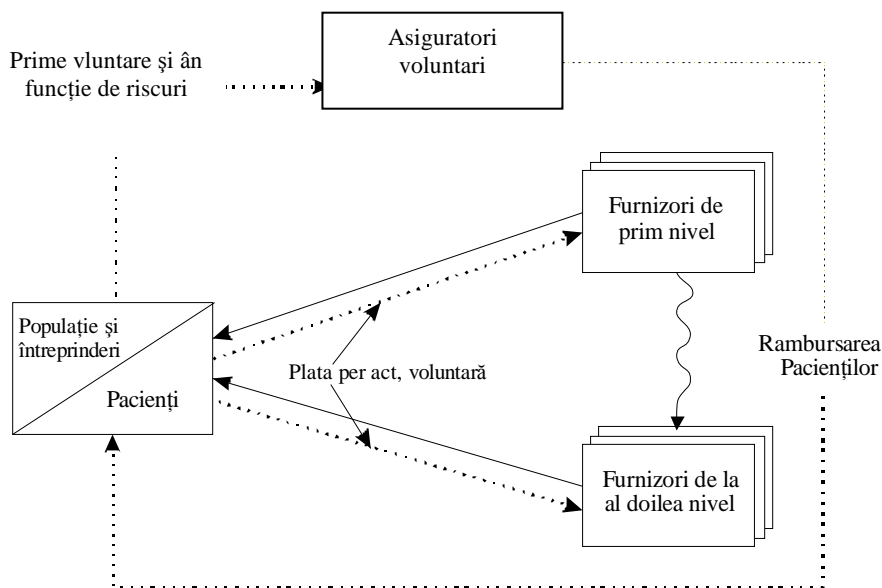 Prime vluntare şi ân
funcţie de riscuri
Asiguratori
voluntari
Furnizori de
prim nivel
Populaţie şi
întreprinderi
Pacienţi
Plata per act, voluntară
Rambursarea
Pacienţilor
Furnizori de la
al doilea nivel